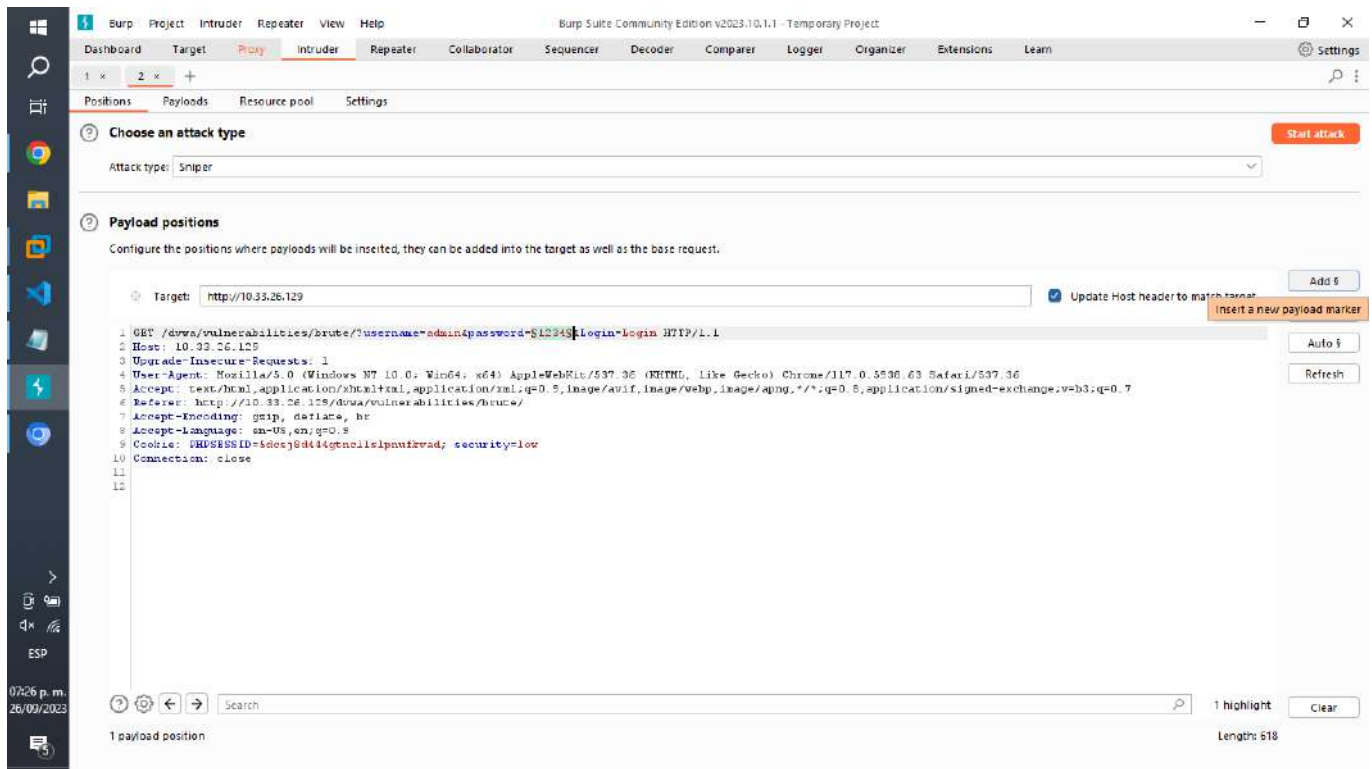 Burp Project Intruder Repeater View Help Burp Suite Community Edition v2023.10.1.1 - Temporary Project
Dashboard Target Proxy Intruder Repeater Collaborator Sequencer Decoder Comparer Logger Organizer Extensions Learn Settings
1 × 2 × +
Positions Payloads Resource pool Settings
Choose an attack type
Start attack
Attack type: Sniper
Payload positions
Configure the positions where payloads will be inserted, they can be added into the target as well as the base request.
Add §
Target: http://10.33.26.129 Update Host header to match target
Insert a new payload marker
1 GET /dvwa/vulnerabilities/brute/?username=admin&password=§1234§&Login=Login HTTP/1.1
2 Host: 10.33.26.129
3 Upgrade-Insecure-Requests: 1
4 User-Agent: Mozilla/5.0 (Windows NT 10.0; Win64; x64) AppleWebKit/537.36 (KHTML, like Gecko) Chrome/117.0.5938.63 Safari/537.36
5 Accept: text/html,application/xhtml+xml,application/xml;q=0.9,image/avif,image/webp,image/apng,*/*;q=0.8,application/signed-exchange;v=b3;q=0.7
6 Referer: http://10.33.26.129/dvwa/vulnerabilities/brute/
7 Accept-Encoding: gzip, deflate, br
8 Accept-Language: en-US,en;q=0.9
9 Cookie: security=low
10 Connection: close
11
12
Auto §
Refresh
ESP
07:26 p. m.
26/09/2023
5
Search 1 highlight Clear
1 payload position Length: 618